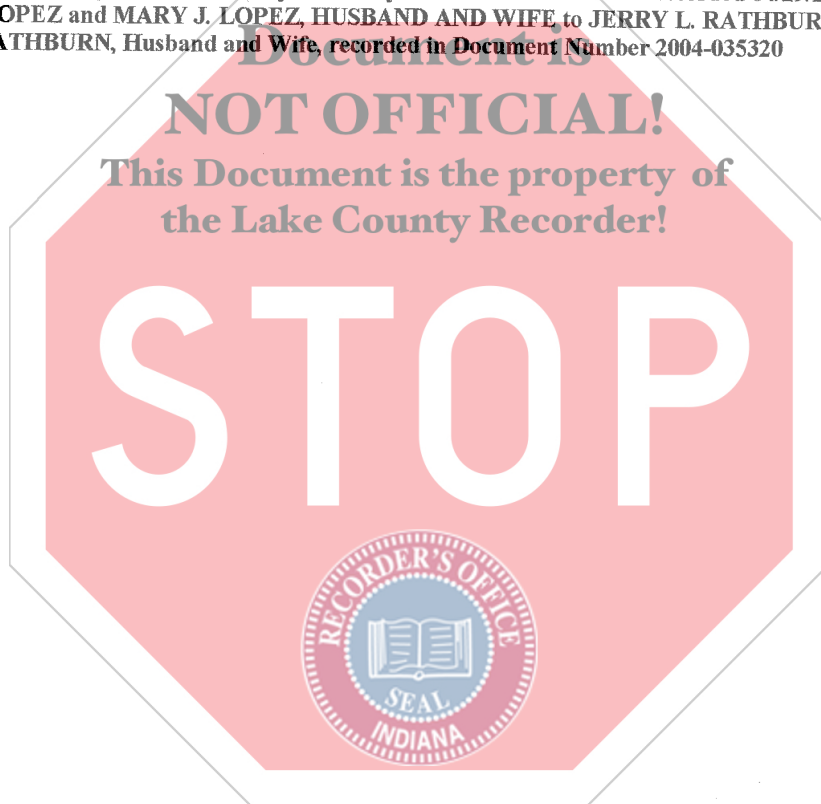 OPEZ and MARY J. LOPEZ, HUSBAND AND WIFE to JERRY L. RATHBUR
ATHBURN, Husband and Wife, recorded in Document Number 2004-035320
Document is
NOT OFFICIAL!
This Document is the property of
the Lake County Recorder!
STOP
RECORDER'S OFFICE
SEAL
INDIANA